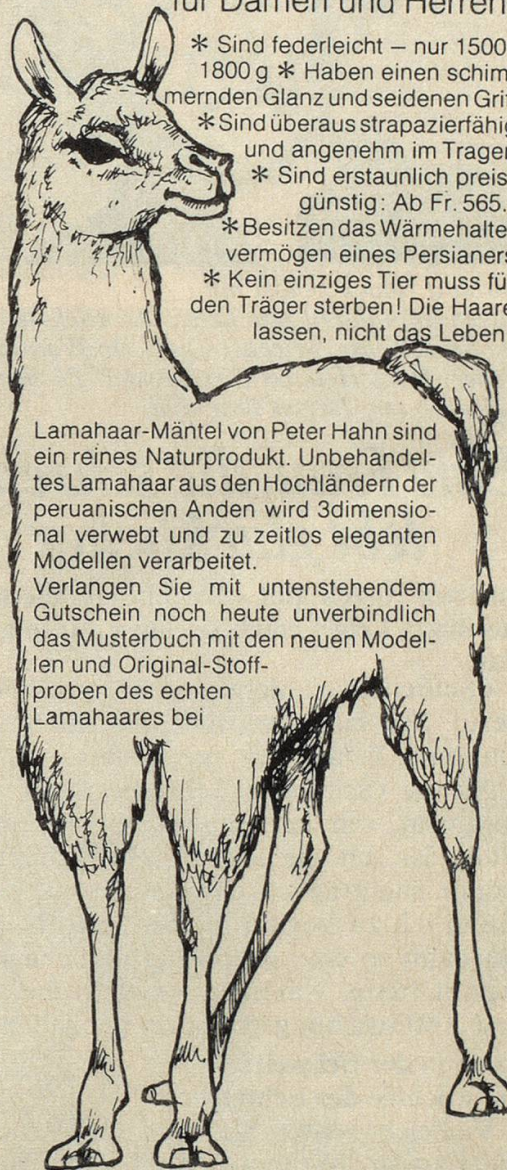 für Damen und Herren
* Sind federleicht – nur 1500
1800 g * Haben einen schim
mernden Glanz und seidenen Grif
* Sind überaus strapazierfähig
und angenehm im Tragen
* Sind erstaunlich preis
günstig: Ab Fr. 565.
* Besitzen das Wärmehalte
vermögen eines Persianers
* Kein einziges Tier muss fü
den Träger sterben! Die Haare
lassen, nicht das Leben
Lamahaar-Mäntel von Peter Hahn sind
ein reines Naturprodukt. Unbehandel-
tes Lamahaar aus den Hochländern der
peruanischen Anden wird 3dimensio-
nal verwebt und zu zeitlos eleganten
Modellen verarbeitet.
Verlangen Sie mit untenstehendem
Gutschein noch heute unverbindlich
das Musterbuch mit den neuen Model-
len und Original-Stoff-
proben des echten
Lamahaares bei